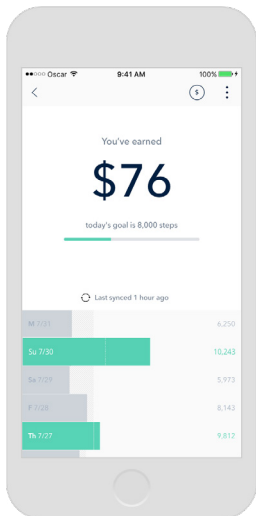 Oscar 9:41 AM 100%
$
You've earned
$76
today's goal is 8,000 steps
Last synced 1 hour ago
M 7/31 6,250
Su 7/30 10,243
Sa 7/29 5,973
F 7/28 8,143
Th 7/27 9,812